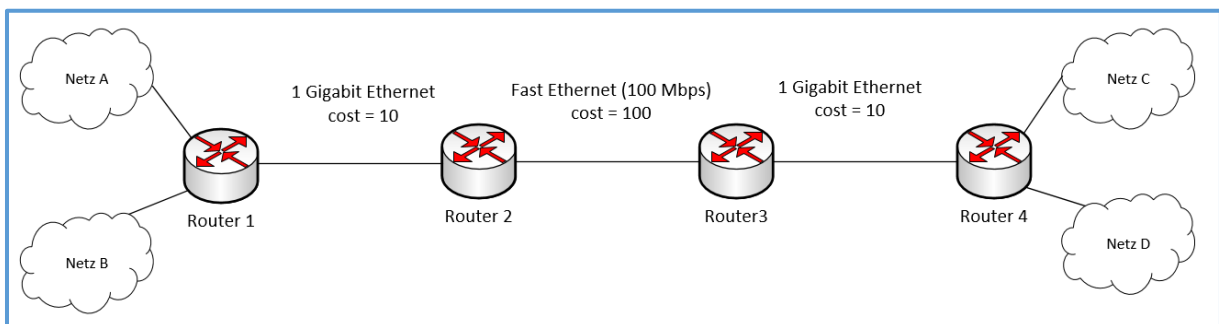 Netz A
Netz B
1 Gigabit Ethernet
cost = 10
Fast Ethernet (100 Mbps)
cost = 100
1 Gigabit Ethernet
cost = 10
Netz C
Netz D
Router 1
Router 2
Router3
Router 4